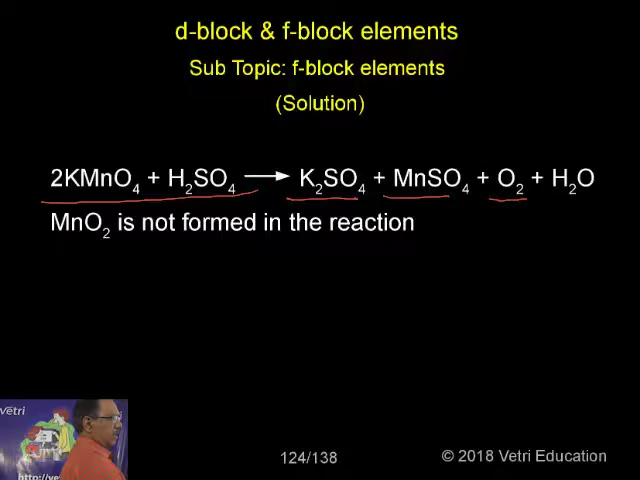 d-block & f-block elements
Sub Topic: f-block elements
(Solution)
2KMnO₄ + H₂SO₄ ⟶ K₂SO₄ + MnSO₄ + O₂ + H₂O
MnO₂ is not formed in the reaction
Vetri
124/138
© 2018 Vetri Education